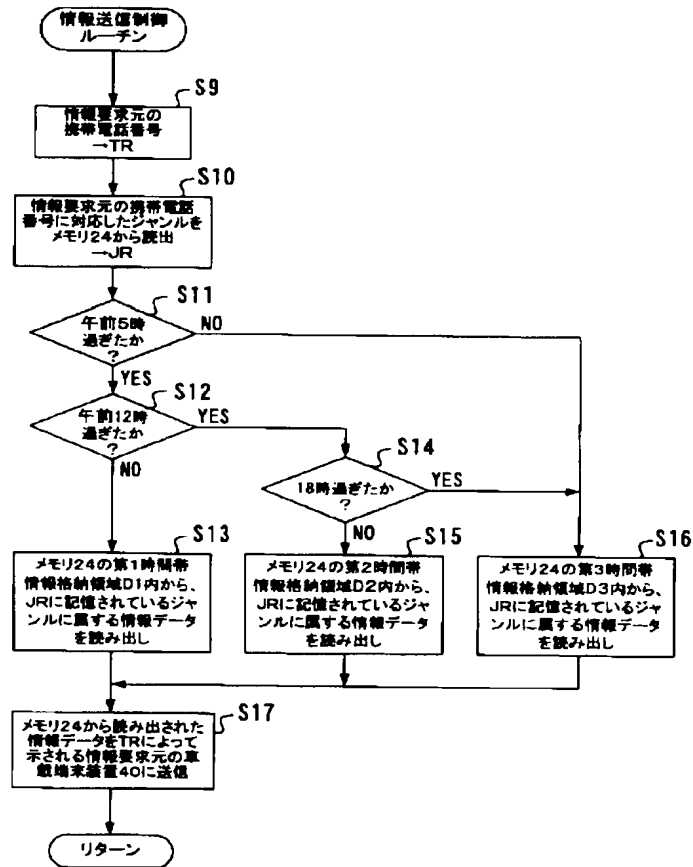 情報送信制御
ルーチン
S9
情報要求元の
携帯電話番号
→TR
S10
情報要求元の携帯電話
番号に対応したジャンルを
メモリ24から読出
→JR
S11
午前5時
過ぎたか
?
NO
YES
S12
午前12時
過ぎたか
?
YES
NO
S14
18時過ぎたか
?
YES
NO
S13
メモリ24の第1時間帯
情報格納領域D1内から、
JRに記憶されているジャ
ンルに属する情報データ
を読み出し
S15
メモリ24の第2時間帯
情報格納領域D2内から、
JRに記憶されているジャ
ンルに属する情報データ
を読み出し
S16
メモリ24の第3時間帯
情報格納領域D3内から、
JRに記憶されているジャ
ンルに属する情報データ
を読み出し
S17
メモリ24から読み出された
情報データをTRによって
示される情報要求元の車
載端末装置40に送信
リターン